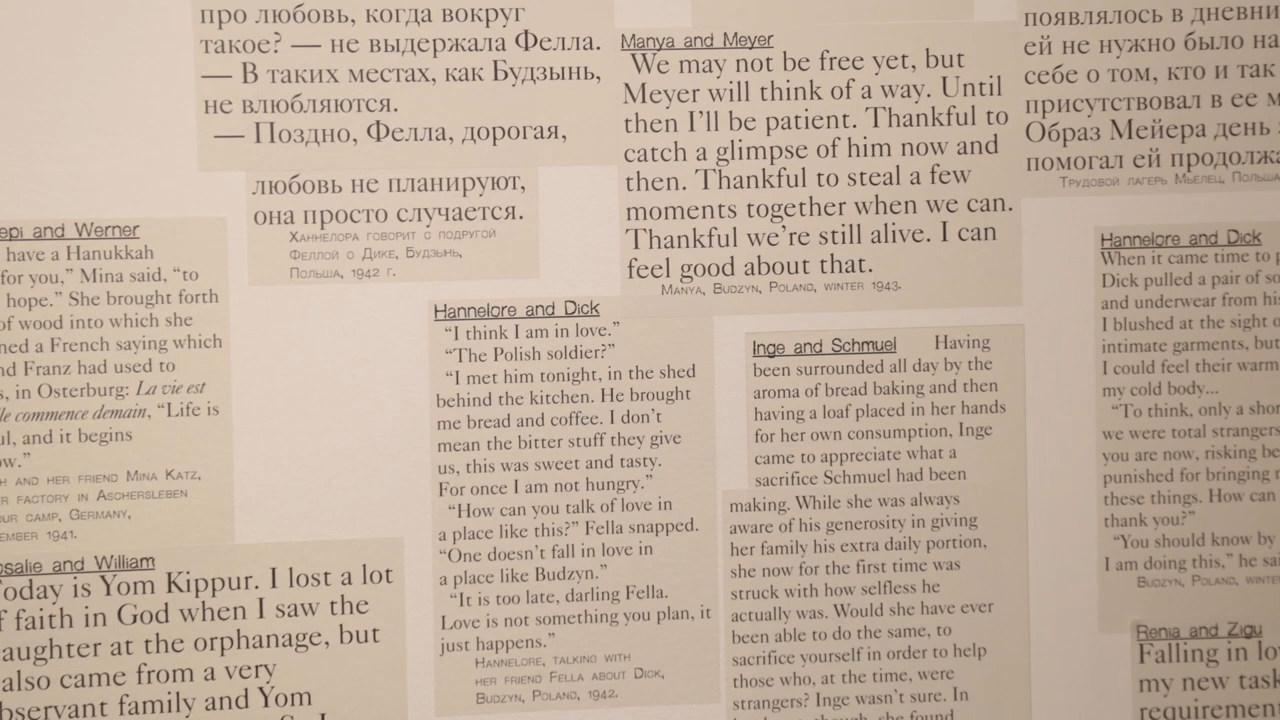 про любовь, когда вокруг
такое? — не выдержала Фелла.
— В таких местах, как Будзынь,
не влюбляются.
— Поздно, Фелла, дорогая,
любовь не планируют,
она просто случается.
Ханнелора говорит с подругой
Феллой о Дике, Будзынь,
Польша, 1942 г.
Manya and Meyer
We may not be free yet, but
Meyer will think of a way. Until
then I’ll be patient. Thankful to
catch a glimpse of him now and
then. Thankful to steal a few
moments together when we can.
Thankful we’re still alive. I can
feel good about that.
Manya, Budzyn, Poland, winter 1943.
появлялось в
ей не нужно было
себе о том, кто и так
присутствовал в ее
Образ Мейера день
помогал ей
Трудовой лагерь Мьелец, Польша
and Werner
have a Hanukkah
for you,” Mina said, “to
hope.” She brought forth
of wood into which she
a French saying which
Franz had used to
in Osterburg: La vie est
commence demain, “Life is
and it begins
and her friend Mina Katz,
factory in Aschersleben
camp, Germany,
1941.
and William
is Yom Kippur. I lost a lot
faith in God when I saw the
at the orphanage, but
also came from a very
family and Yom
Hannelore and Dick
“I think I am in love.”
“The Polish soldier?”
“I met him tonight, in the shed
behind the kitchen. He brought
me bread and coffee. I don’t
mean the bitter stuff they give
us, this was sweet and tasty.
For once I am not hungry.”
“How can you talk of love in
a place like this?” Fella snapped.
“One doesn’t fall in love in
a place like Budzyn.”
“It is too late, darling Fella.
Love is not something you plan, it
just happens.”
Hannelore, talking with
her friend Fella about Dick,
Budzyn, Poland, 1942.
Inge and Schmuel Having
been surrounded all day by the
aroma of bread baking and then
having a loaf placed in her hands
for her own consumption, Inge
came to appreciate what a
sacrifice Schmuel had been
making. While she was always
aware of his generosity in giving
her family his extra daily portion,
she now for the first time was
struck with how selfless he
actually was. Would she have ever
been able to do the same, to
sacrifice yourself in order to help
those who, at the time, were
strangers? Inge wasn’t sure. In
she found
Hannelore and Dick
When it came time to
Dick pulled a pair of
and underwear from
I blushed at the sight
intimate garments, but
I could feel their
my cold body...
“To think, only a
we were total strangers
you are now, risking
punished for bringing
these things. How can
thank you?”
“You should know by
I am doing this,” he
Budzyn, Poland,
Renia and Zigu
Falling in
my new